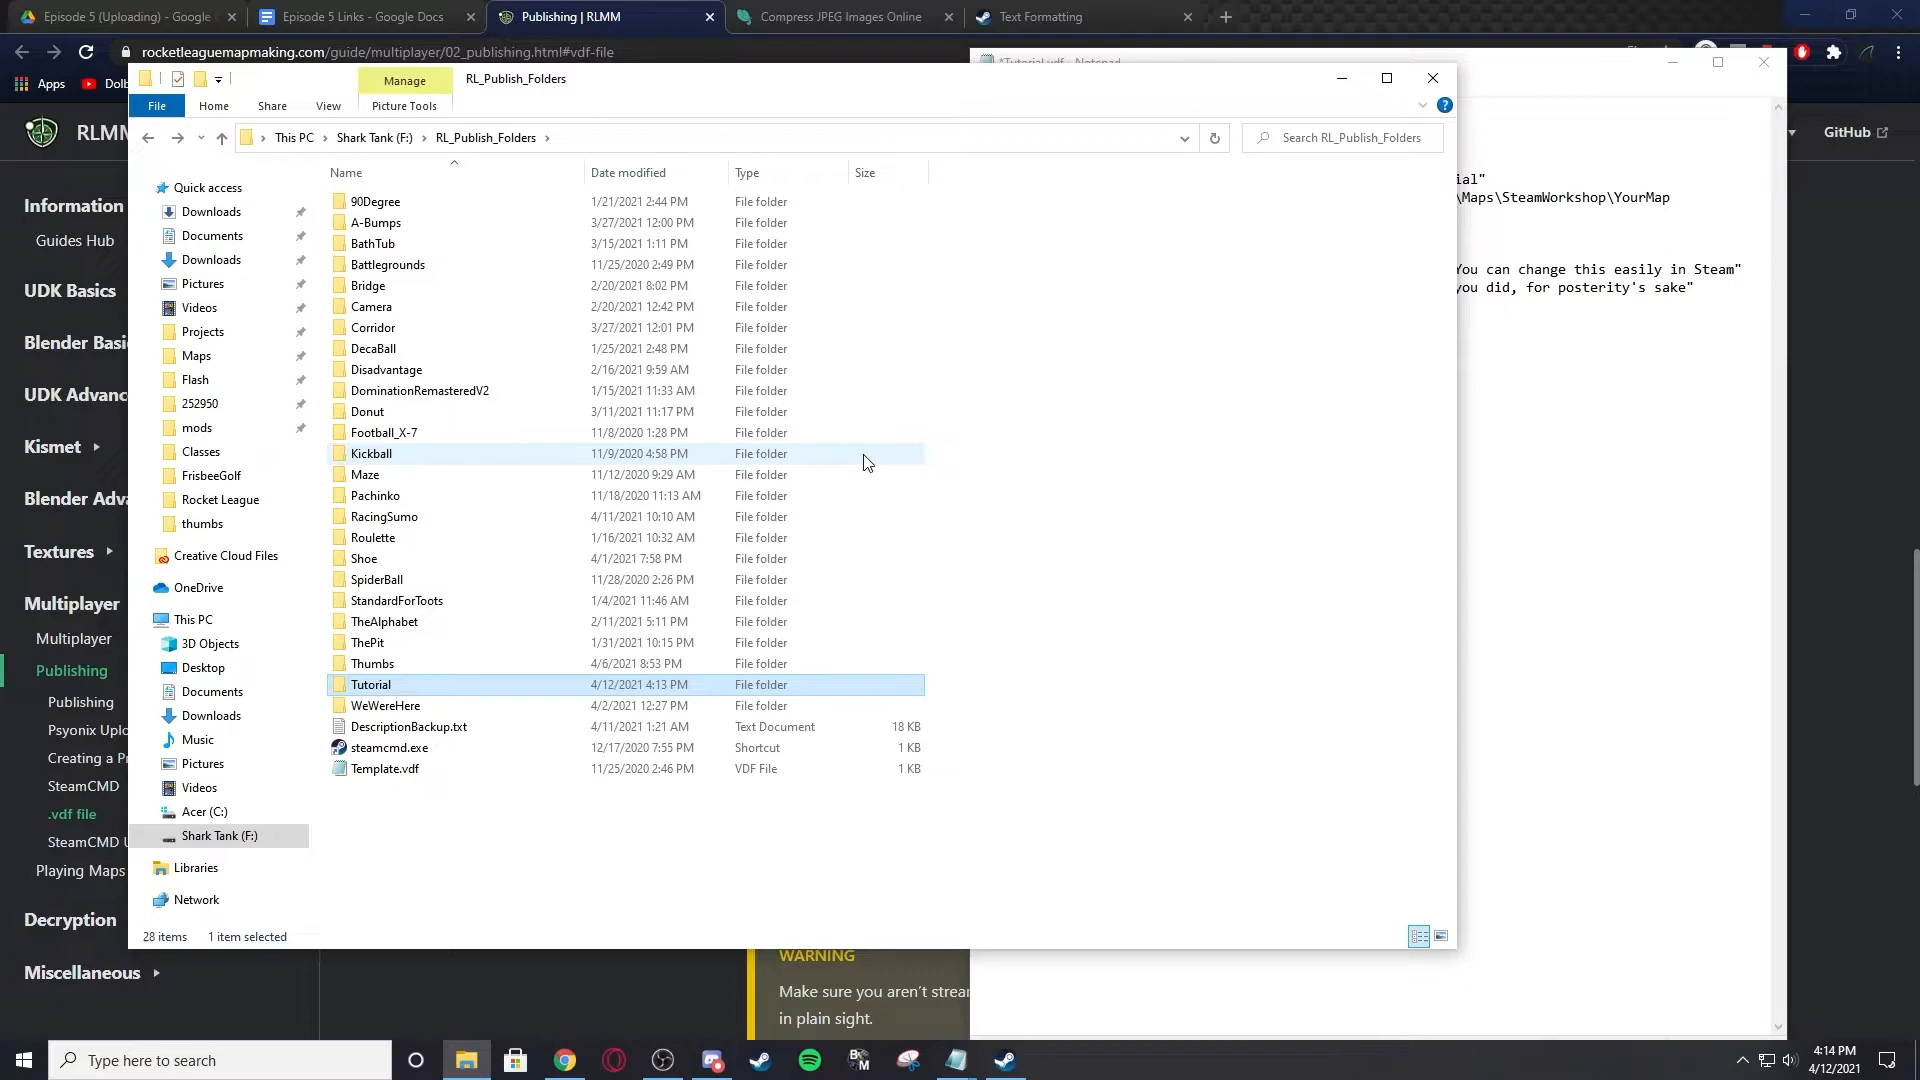 Episode 5 (Uploading) - Google
Episode 5 Links - Google Docs
Publishing | RLMM
Compress JPEG Images Online
Text Formatting
rocketleaguemapmaking.com/guide/multiplayer/02_publishing.html#vdf-file
Apps
Dolb
*Tutorial.vdf - Notepad
Manage
RL_Publish_Folders
File
Home
Share
View
Picture Tools
This PC
Shark Tank (F:)
RL_Publish_Folders
Search RL_Publish_Folders
RLMM
GitHub
Information
Guides Hub
UDK Basics
Blender Basi
UDK Advanc
Kismet
Blender Adva
Textures
Multiplayer
Multiplayer
Publishing
Publishing
Psyonix Uplo
Creating a Pr
SteamCMD
.vdf file
SteamCMD U
Playing Maps
Decryption
Miscellaneous
Quick access
Downloads
Documents
Downloads
Pictures
Videos
Projects
Maps
Flash
252950
mods
Classes
FrisbeeGolf
Rocket League
thumbs
Creative Cloud Files
OneDrive
This PC
3D Objects
Desktop
Documents
Downloads
Music
Pictures
Videos
Acer (C:)
Shark Tank (F:)
Libraries
Network
Name Date modified Type Size
90Degree 1/21/2021 2:44 PM File folder
A-Bumps 3/27/2021 12:00 PM File folder
BathTub 3/15/2021 1:11 PM File folder
Battlegrounds 11/25/2020 2:49 PM File folder
Bridge 2/20/2021 8:02 PM File folder
Camera 2/20/2021 12:42 PM File folder
Corridor 3/27/2021 12:01 PM File folder
DecaBall 1/25/2021 2:48 PM File folder
Disadvantage 2/16/2021 9:59 AM File folder
DominationRemasteredV2 1/15/2021 11:33 AM File folder
Donut 3/11/2021 11:17 PM File folder
Football_X-7 11/8/2020 1:28 PM File folder
Kickball 11/9/2020 4:58 PM File folder
Maze 11/12/2020 9:29 AM File folder
Pachinko 11/18/2020 11:13 AM File folder
RacingSumo 4/11/2021 10:10 AM File folder
Roulette 1/16/2021 10:32 AM File folder
Shoe 4/1/2021 7:58 PM File folder
SpiderBall 11/28/2020 2:26 PM File folder
StandardForToots 1/4/2021 11:46 AM File folder
TheAlphabet 2/11/2021 5:11 PM File folder
ThePit 1/31/2021 10:15 PM File folder
Thumbs 4/6/2021 8:53 PM File folder
Tutorial 4/12/2021 4:13 PM File folder
WeWereHere 4/2/2021 12:27 PM File folder
DescriptionBackup.txt 4/11/2021 1:21 AM Text Document 18 KB
steamcmd.exe 12/17/2020 7:55 PM Shortcut 1 KB
Template.vdf 11/25/2020 2:46 PM VDF File 1 KB
28 items 1 item selected
ial"
\Maps\SteamWorkshop\YourMap
You can change this easily in Steam"
you did, for posterity's sake"
WARNING
Make sure you aren't strea
in plain sight.
Type here to search
4:14 PM
4/12/2021